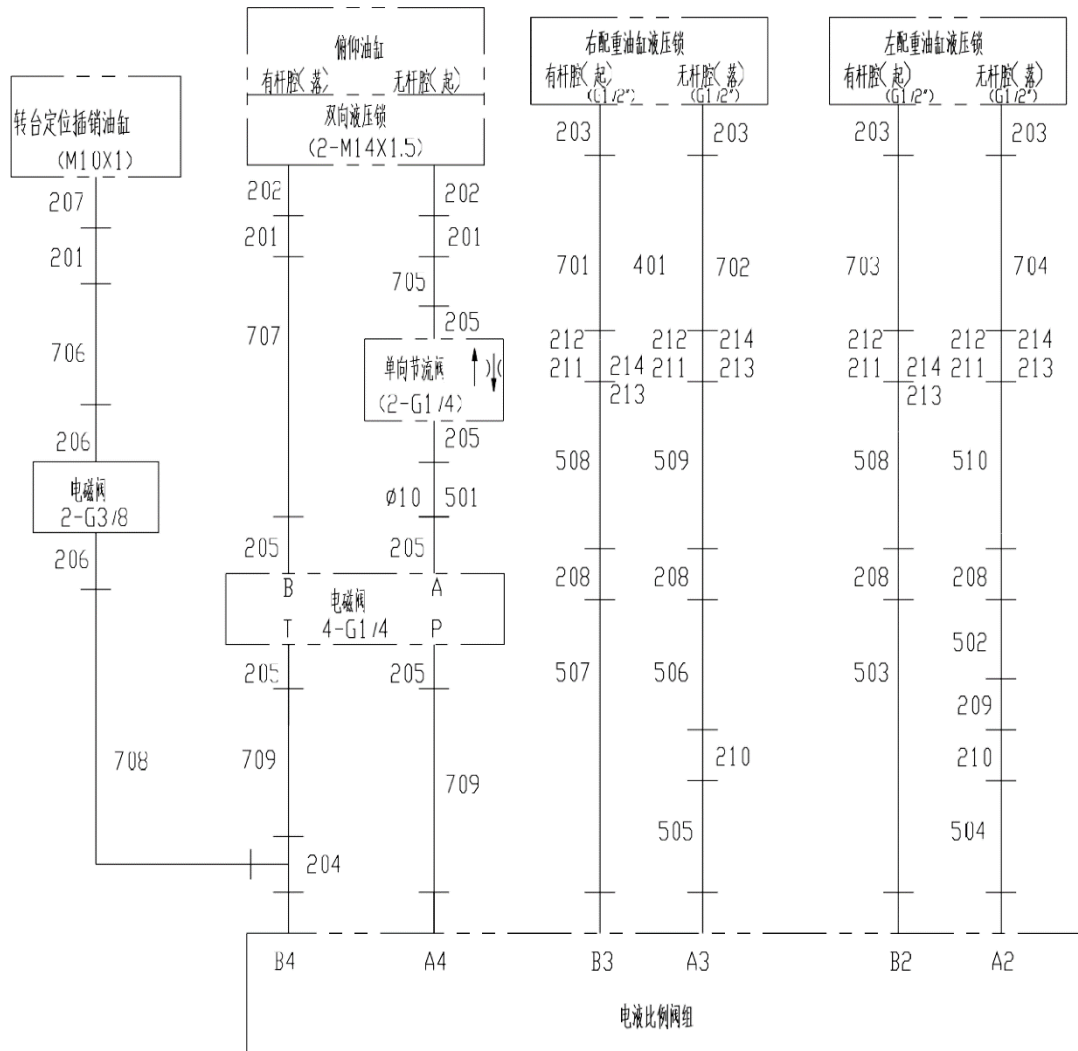 俯仰油缸
有杆腔(落) 无杆腔(起)
双向液压锁
(2-M14X1.5)
右配重油缸液压锁
有杆腔(起) 无杆腔(落)
(G1/2") (G1/2")
左配重油缸液压锁
有杆腔(起) 无杆腔(落)
(G1/2") (G1/2")
转台定位插销油缸
(M10X1)
203 203 203 203
207 202 202
201 201 201
705
706 707 701 401 702 703 704
205
212 212 214 212 212 214
单向节流阀
(2-G1/4)
211 214 211 213 211 214 211 213
213 213
205
206 508 509 508 510
电磁阀
2-G3/8
ø10 501
206 205 205
208 208 208 208
B A
电磁阀
4-G1/4
T P
205 205 507 506 503 502
209
708 709 709 210 210
505 504
204
B4 A4 B3 A3 B2 A2
电液比例阀组